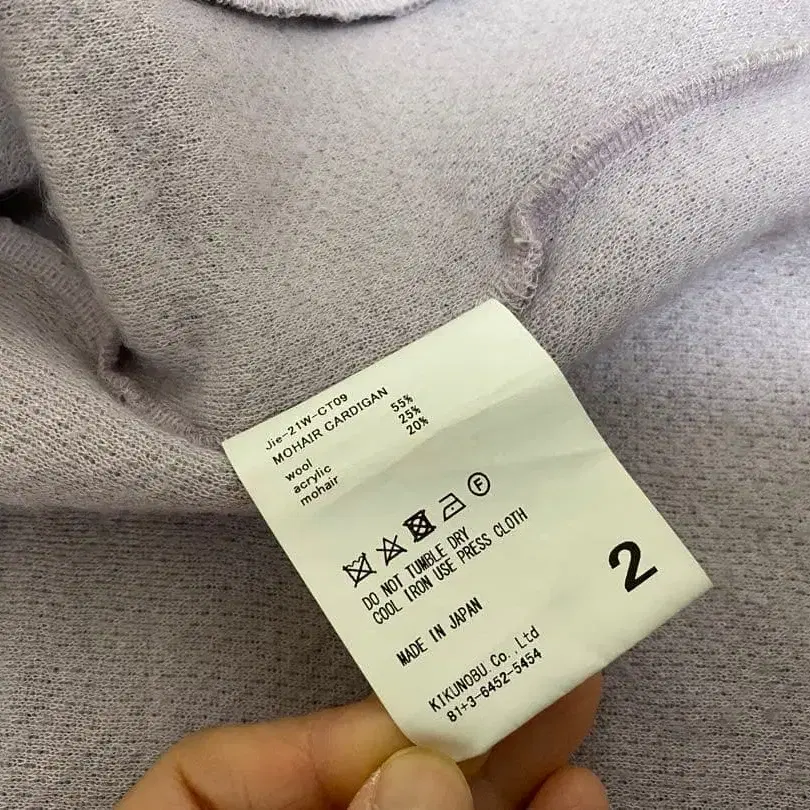 Jie-21W-CT09
MOHAIR CARDIGAN
wool 55%
acrylic 25%
mohair 20%
F
DO NOT TUMBLE DRY
COOL IRON USE PRESS CLOTH
2
MADE IN JAPAN
KIKUNOBU.Co.,Ltd
81+3-6452-5454